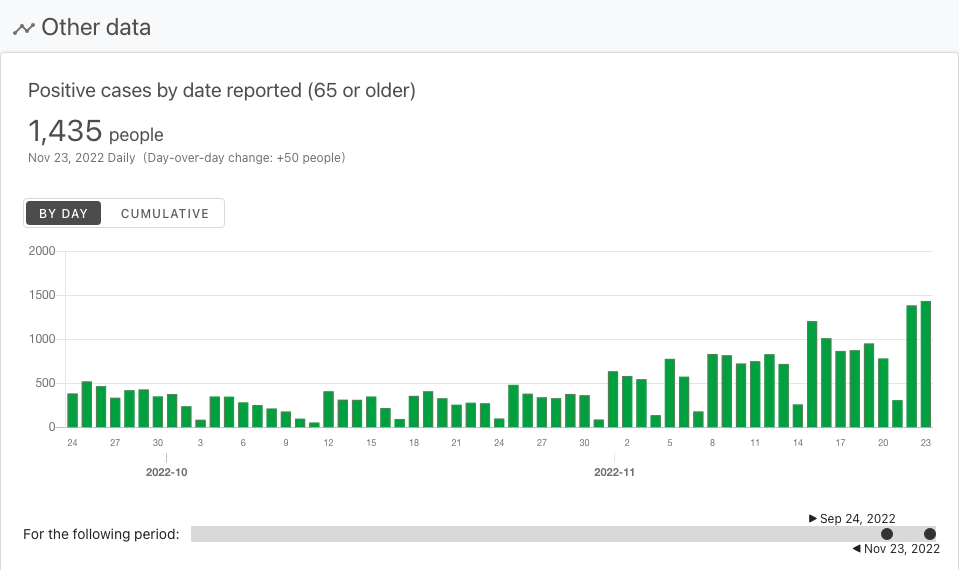 Other data
Positive cases by date reported (65 or older)
1,435 people
Nov 23, 2022 Daily (Day-over-day change: +50 people)
BY DAY CUMULATIVE
2000
1500
1000
500
0
24 27 30 3 6 9 12 15 18 21 24 27 30 2 5 8 11 14 17 20 23
2022-10 2022-11
▶ Sep 24, 2022
For the following period:
◀ Nov 23, 2022